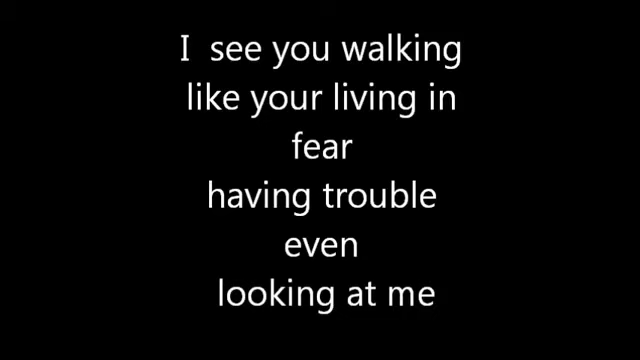 I  see you walking
like your living in
fear
having trouble
even
looking at me